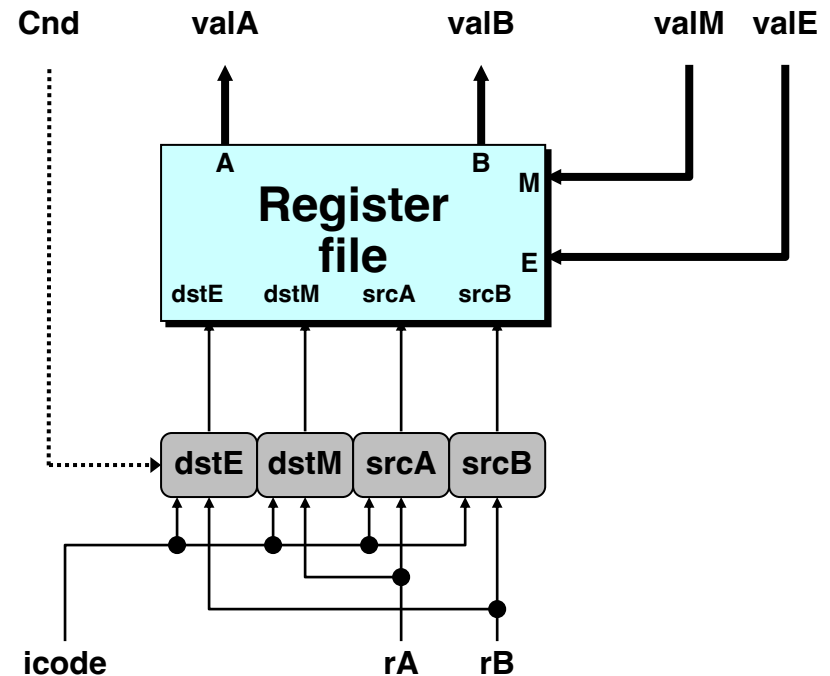 Cnd valA valB valM valE
A B
M
Register
file
E
dstE dstM srcA srcB
dstE dstM srcA srcB
icode rA rB